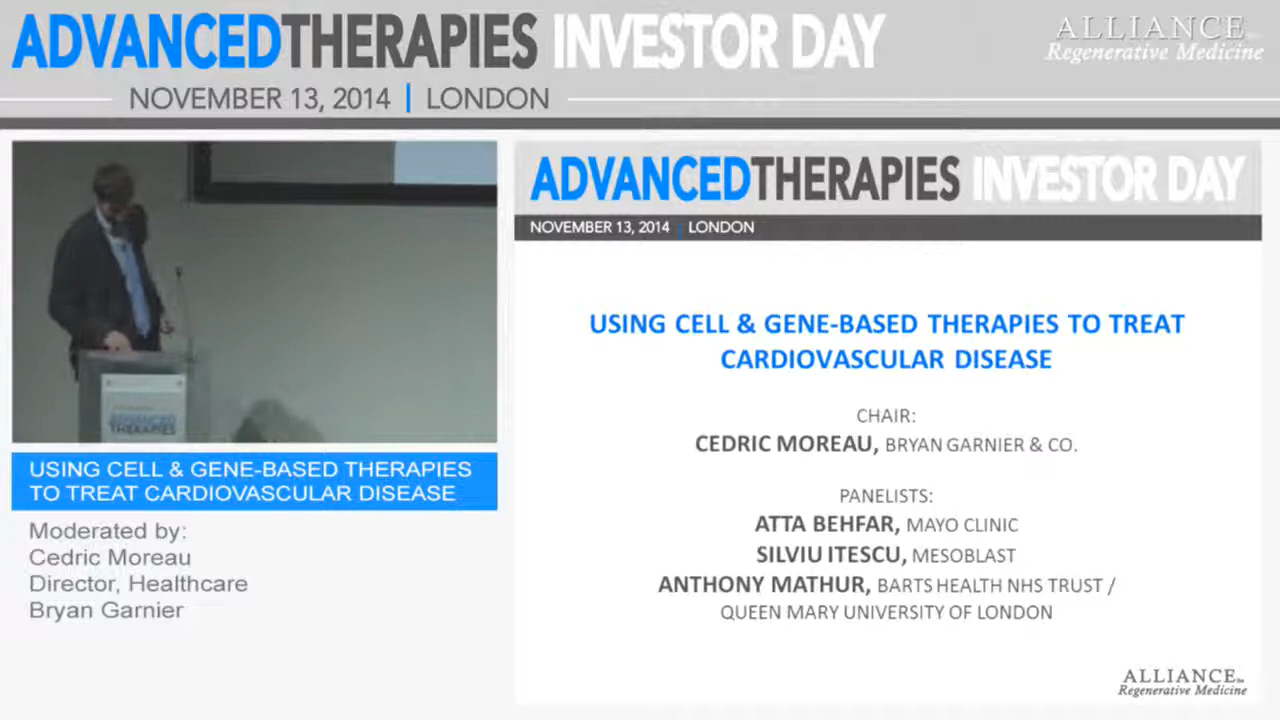 ADVANCEDTHERAPIES INVESTOR DAY
NOVEMBER 13, 2014 | LONDON
ALLIANCE
Regenerative Medicine
ADVANCEDTHERAPIES INVESTOR DAY
NOVEMBER 13, 2014 | LONDON
USING CELL & GENE-BASED THERAPIES TO TREAT
CARDIOVASCULAR DISEASE
CHAIR:
CEDRIC MOREAU, BRYAN GARNIER & CO.
PANELISTS:
ATTA BEHFAR, MAYO CLINIC
SILVIU ITESCU, MESOBLAST
ANTHONY MATHUR, BARTS HEALTH NHS TRUST /
QUEEN MARY UNIVERSITY OF LONDON
ALLIANCE
Regenerative Medicine
ADVANCED
THERAPIES
USING CELL & GENE-BASED THERAPIES
TO TREAT CARDIOVASCULAR DISEASE
Moderated by:
Cedric Moreau
Director, Healthcare
Bryan Garnier